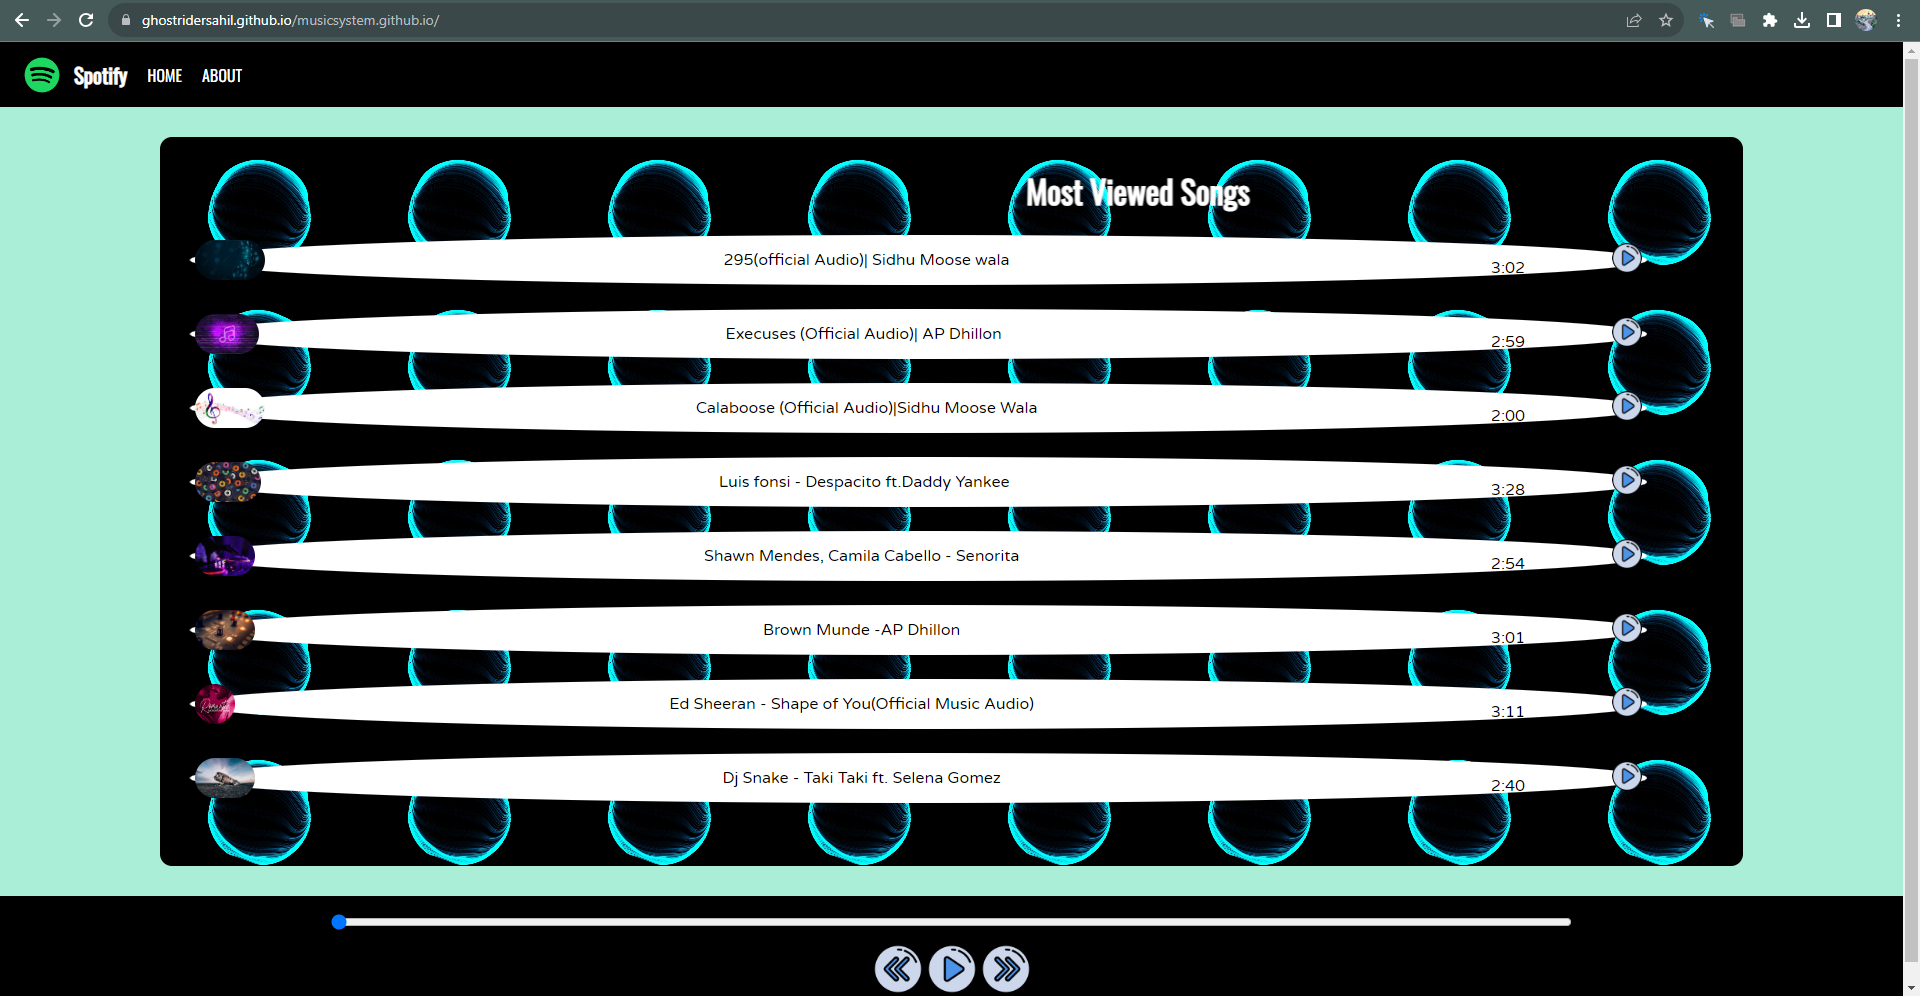 ghostridersahil.github.io/musicsystem.github.io/
Spotify HOME ABOUT
Most Viewed Songs
295(official Audio)| Sidhu Moose wala 3:02
Execuses (Official Audio)| AP Dhillon 2:59
Calaboose (Official Audio)|Sidhu Moose Wala 2:00
Luis fonsi - Despacito ft.Daddy Yankee 3:28
Shawn Mendes, Camila Cabello - Senorita 2:54
Brown Munde -AP Dhillon 3:01
Ed Sheeran - Shape of You(Official Music Audio) 3:11
Dj Snake - Taki Taki ft. Selena Gomez 2:40